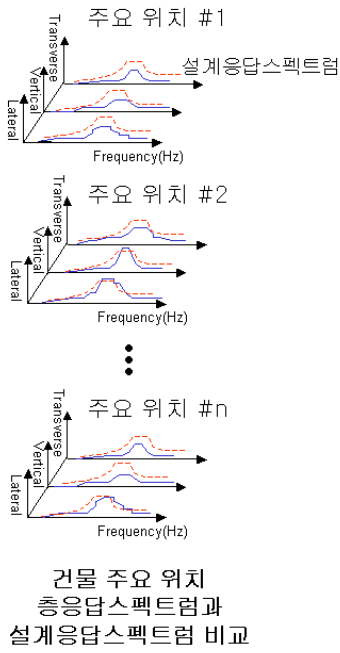 주요 위치 #1
Transverse
Vertical
Lateral
설계응답스펙트럼
Frequency(Hz)
주요 위치 #2
Transverse
Vertical
Lateral
Frequency(Hz)
주요 위치 #n
Transverse
Vertical
Lateral
Frequency(Hz)
건물 주요 위치
층응답스펙트럼과
설계응답스펙트럼 비교